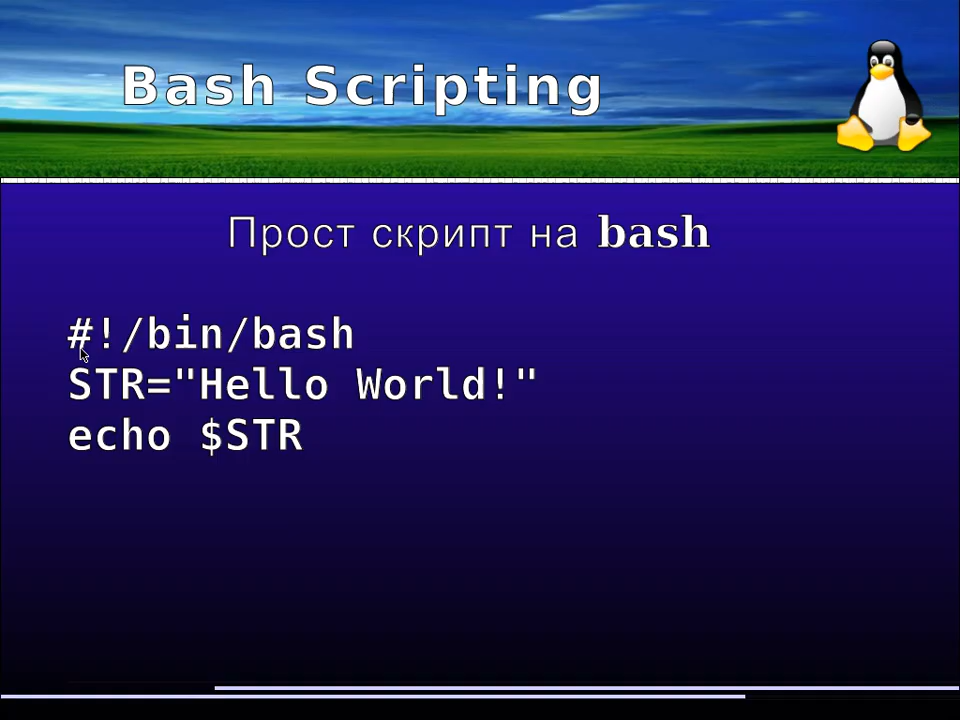 Bash Scripting
Прост скрипт на bash
#!/bin/bash
STR="Hello World!"
echo $STR